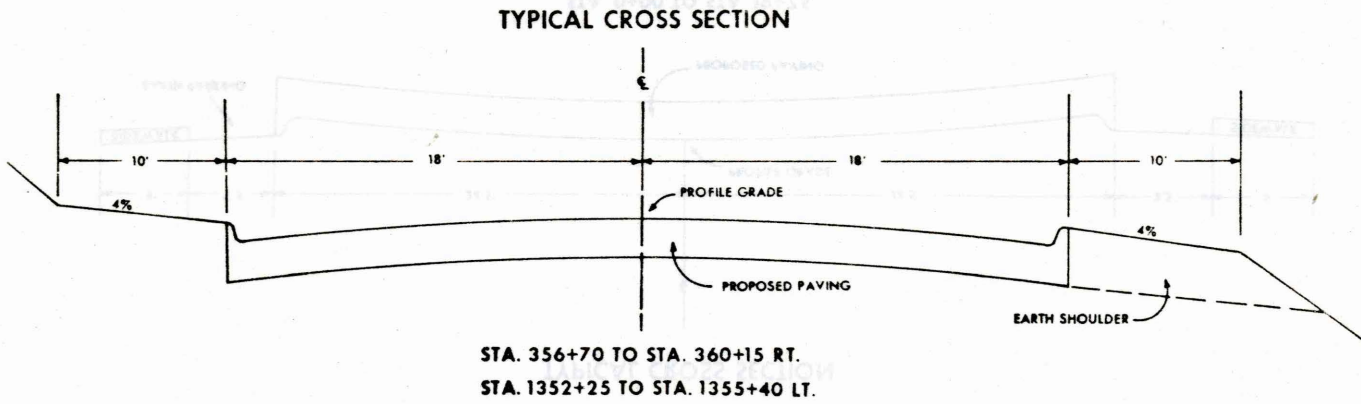 TYPICAL CROSS SECTION
℄
10' 18' 18' 10'
PROFILE GRADE
4% 4%
PROPOSED PAVING
EARTH SHOULDER
STA. 356+70 TO STA. 360+15 RT.
STA. 1352+25 TO STA. 1355+40 LT.